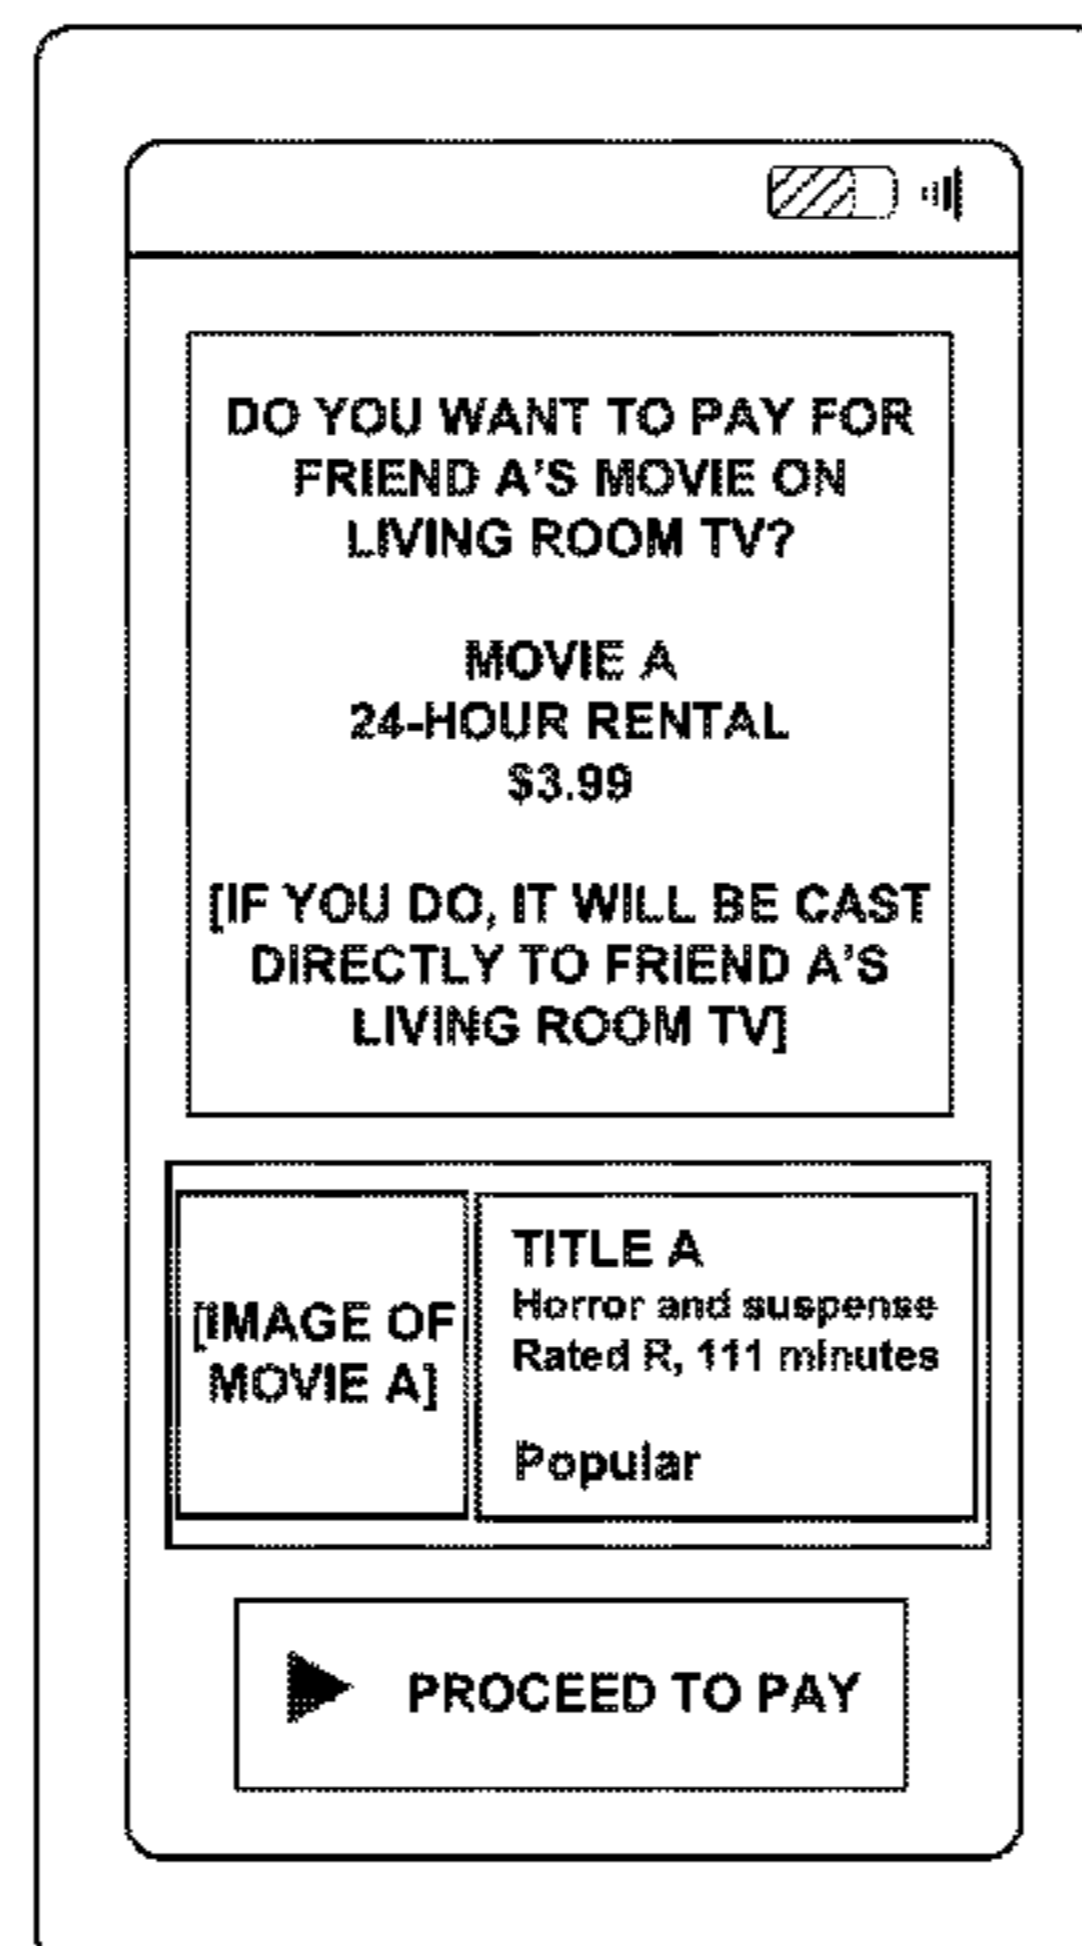 DO YOU WANT TO PAY FOR
FRIEND A'S MOVIE ON
LIVING ROOM TV?
MOVIE A
24-HOUR RENTAL
$3.99
[IF YOU DO, IT WILL BE CAST
DIRECTLY TO FRIEND A'S
LIVING ROOM TV]
[IMAGE OF
MOVIE A]
TITLE A
Horror and suspense
Rated R, 111 minutes
Popular
PROCEED TO PAY